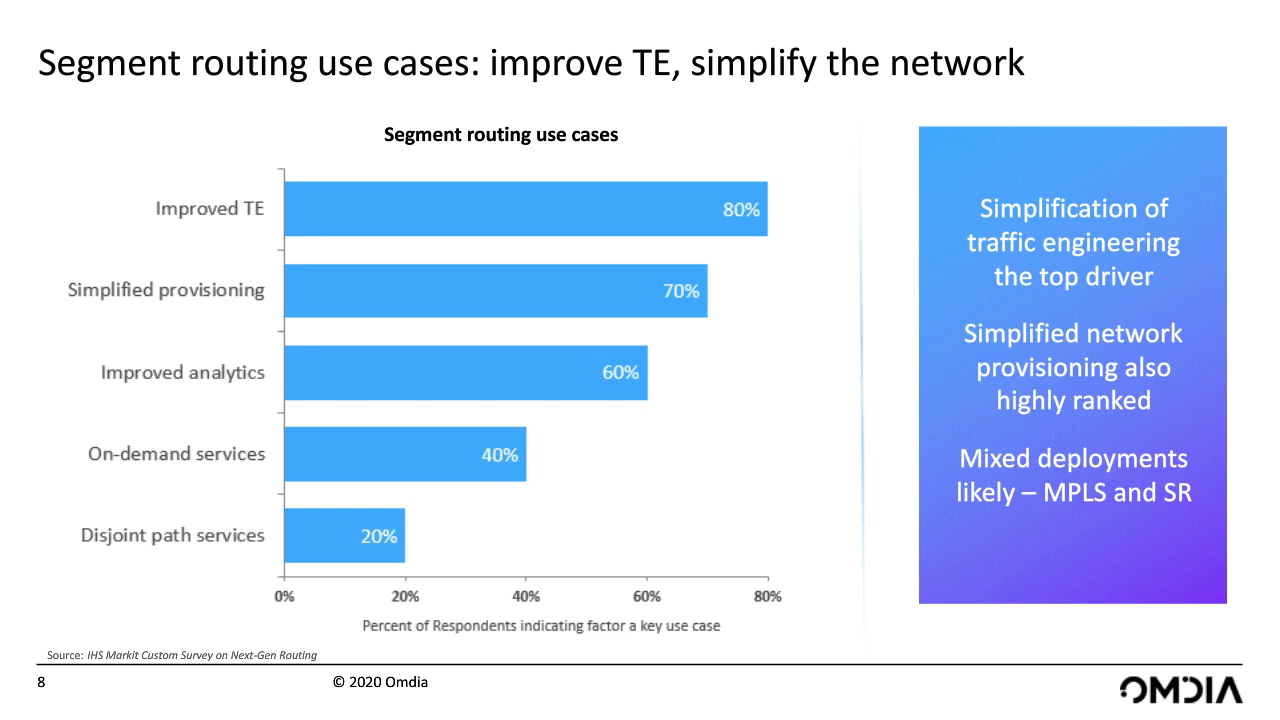 Segment routing use cases: improve TE, simplify the network
Segment routing use cases
Improved TE
80%
Simplified provisioning
70%
Improved analytics
60%
On-demand services
40%
Disjoint path services
20%
0% 20% 40% 60% 80%
Percent of Respondents indicating factor a key use case
Simplification of
traffic engineering
the top driver
Simplified network
provisioning also
highly ranked
Mixed deployments
likely – MPLS and SR
Source: IHS Markit Custom Survey on Next-Gen Routing
8
© 2020 Omdia
OMDIA